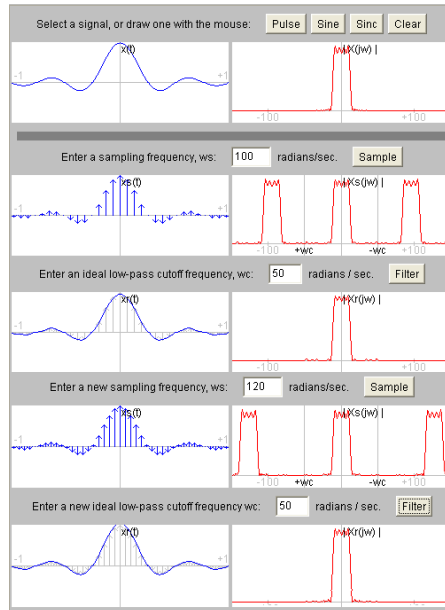 Select a signal, or draw one with the mouse: Pulse Sine Sinc Clear
x(t) |X(jw) |
-1 +1 -100 +100
Enter a sampling frequency, ws: 100 radians/sec. Sample
xs(t) |Xs(jw) |
-1 +1 -100 +wc -wc +100
Enter an ideal low-pass cutoff frequency, wc: 50 radians / sec. Filter
xr(t) |Xr(jw) |
-1 +1 -100 +100
Enter a new sampling frequency, ws: 120 radians/sec. Sample
xs(t) |Xs(jw) |
-1 +1 -100 +wc -wc +100
Enter a new ideal low-pass cutoff frequency wc: 50 radians / sec. Filter
xr(t) |Xr(jw) |
-1 +1 -100 +100